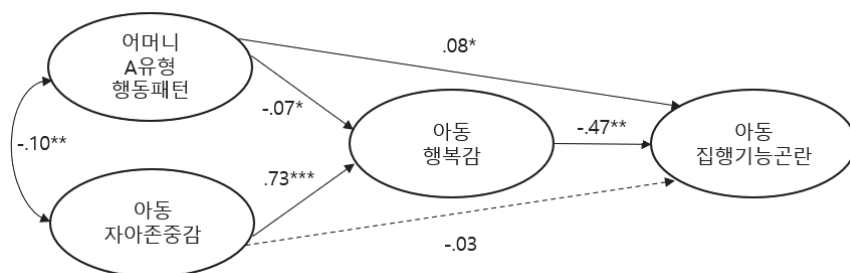 어머니
A유형
행동패턴
.08*
-.07*
-.10**
아동
행복감
-.47**
아동
집행기능곤란
.73***
아동
자아존중감
-.03